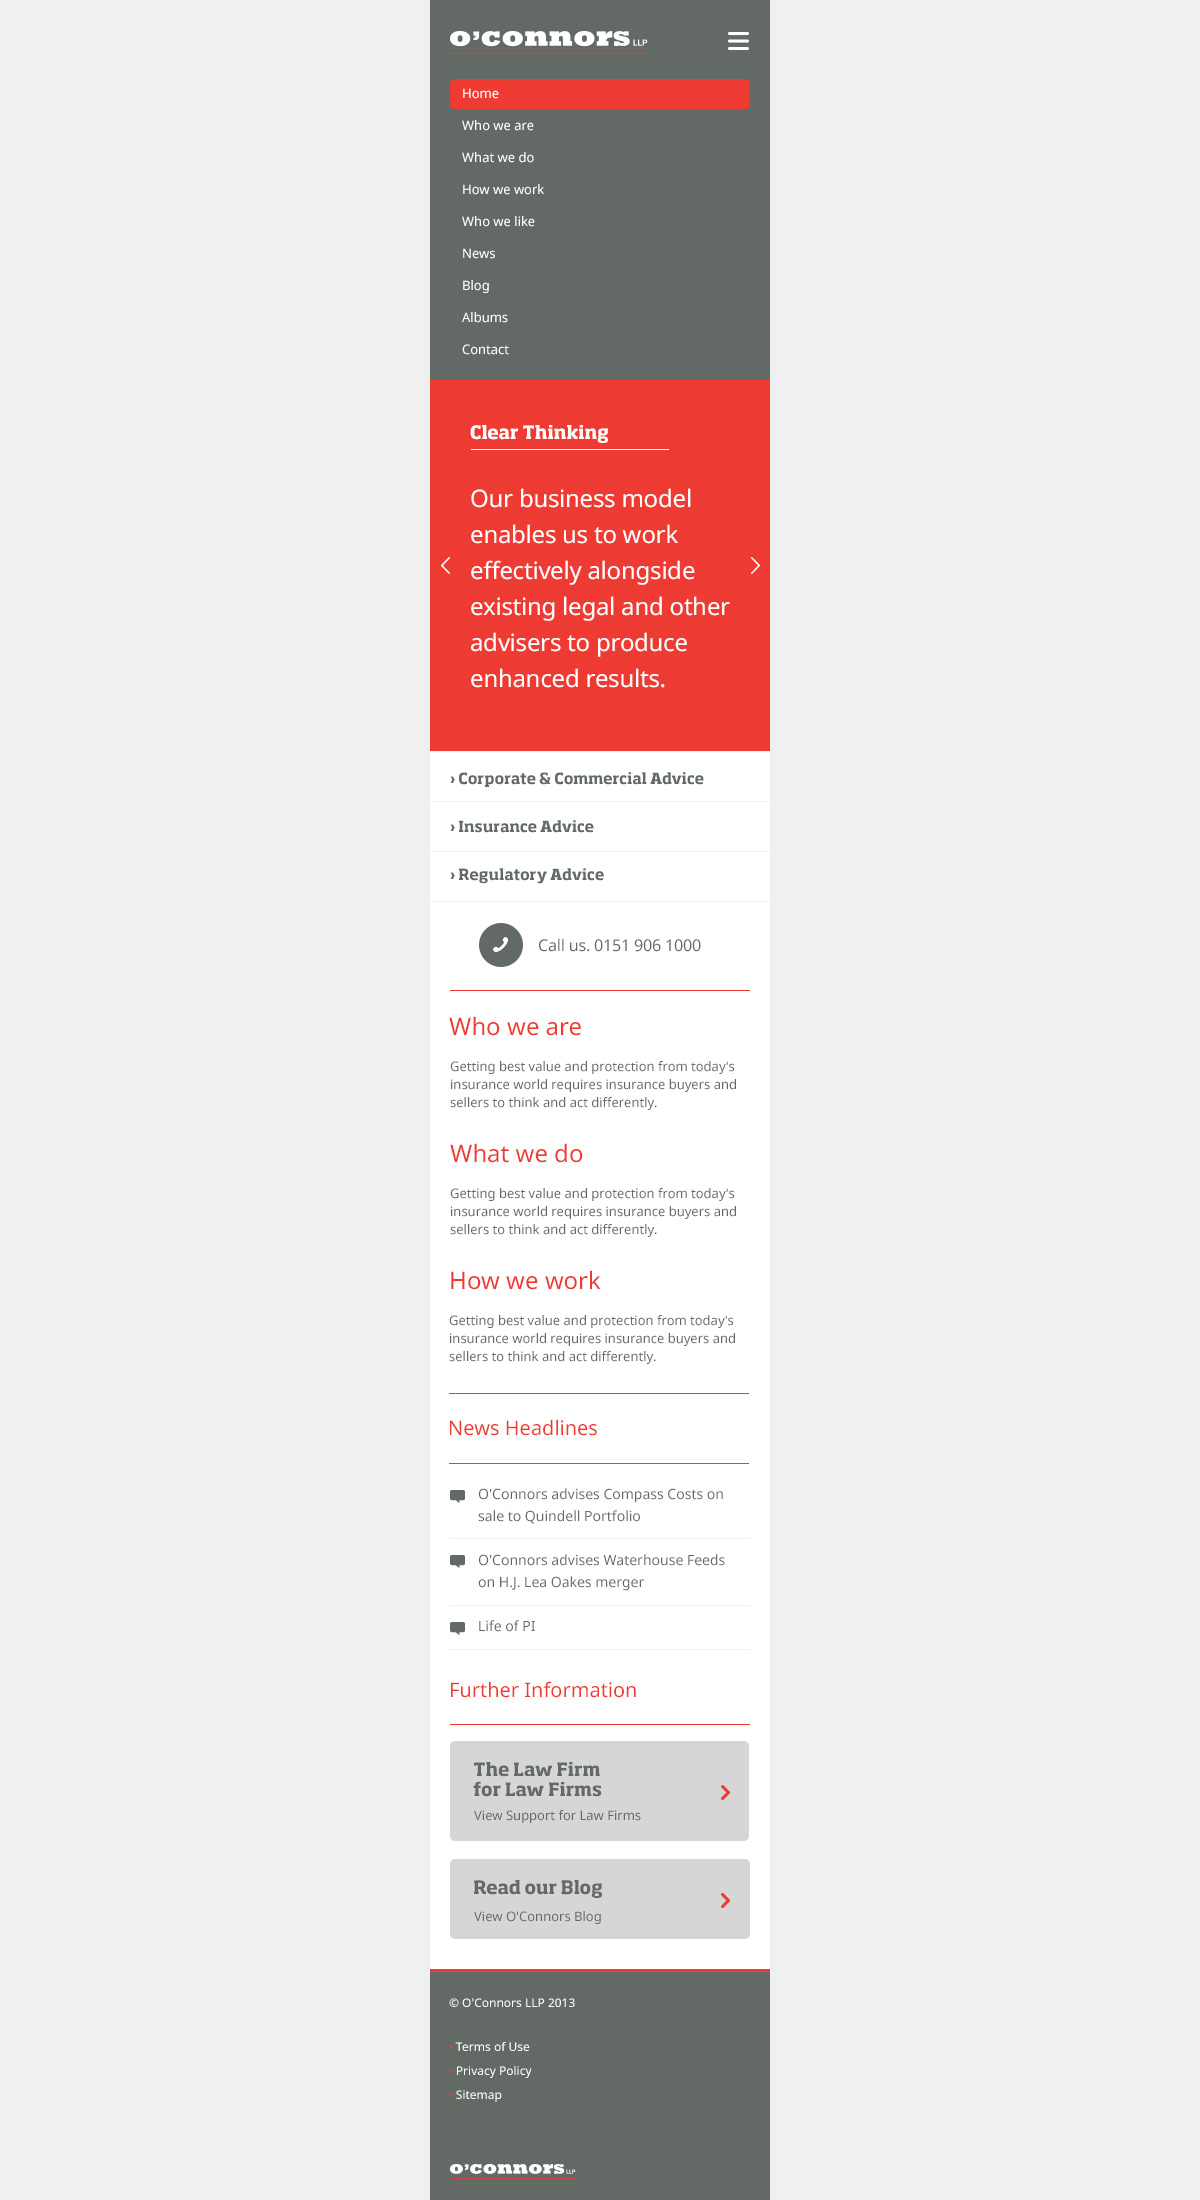 o'connors LLP
Home
Who we are
What we do
How we work
Who we like
News
Blog
Albums
Contact
Clear Thinking
Our business model
enables us to work
effectively alongside
existing legal and other
advisers to produce
enhanced results.
› Corporate & Commercial Advice
› Insurance Advice
› Regulatory Advice
Call us. 0151 906 1000
Who we are
Getting best value and protection from today's
insurance world requires insurance buyers and
sellers to think and act differently.
What we do
Getting best value and protection from today's
insurance world requires insurance buyers and
sellers to think and act differently.
How we work
Getting best value and protection from today's
insurance world requires insurance buyers and
sellers to think and act differently.
News Headlines
O'Connors advises Compass Costs on
sale to Quindell Portfolio
O'Connors advises Waterhouse Feeds
on H.J. Lea Oakes merger
Life of PI
Further Information
The Law Firm
for Law Firms
View Support for Law Firms
Read our Blog
View O'Connors Blog
© O'Connors LLP 2013
› Terms of Use
› Privacy Policy
› Sitemap
o'connors LLP